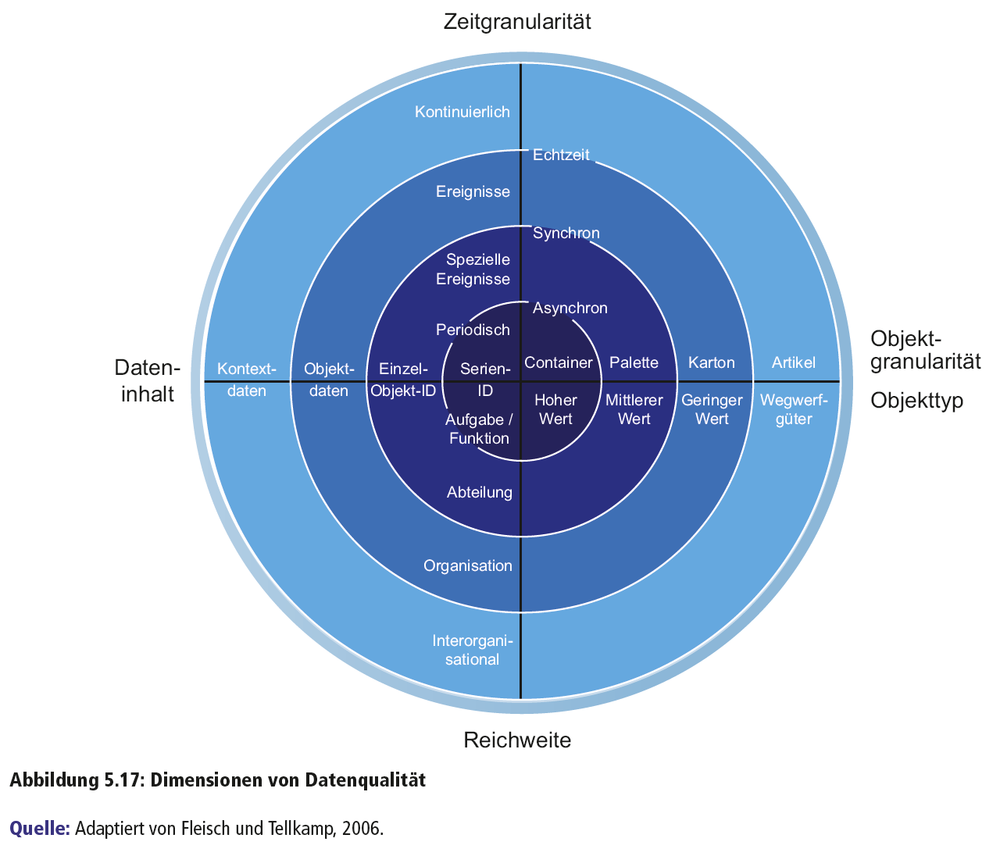 Zeitgranularität
Kontinuierlich
Echtzeit
Ereignisse
Synchron
Spezielle
Ereignisse
Asynchron
Periodisch
Daten-
inhalt
Kontext-
daten
Objekt-
daten
Einzel-
Objekt-ID
Serien-
ID
Container
Palette
Karton
Artikel
Objekt-
granularität
Hoher
Wert
Mittlerer
Wert
Geringer
Wert
Wegwerf-
güter
Objekttyp
Aufgabe /
Funktion
Abteilung
Organisation
Interorgani-
sational
Reichweite
Abbildung 5.17: Dimensionen von Datenqualität
Quelle: Adaptiert von Fleisch und Tellkamp, 2006.